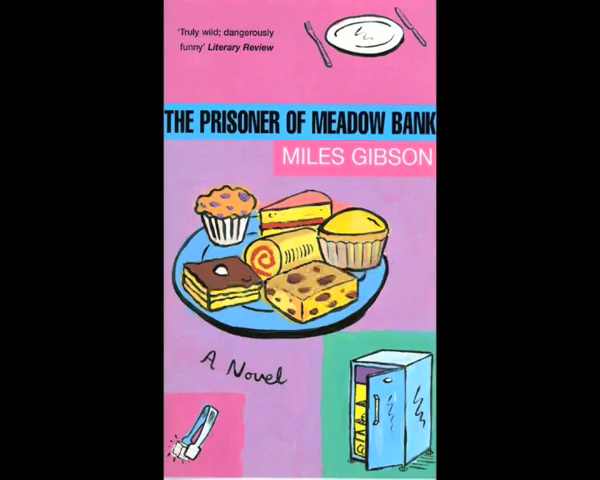 'Truly wild; dangerously
funny' Literary Review
THE PRISONER OF MEADOW BANK
MILES GIBSON
A Novel